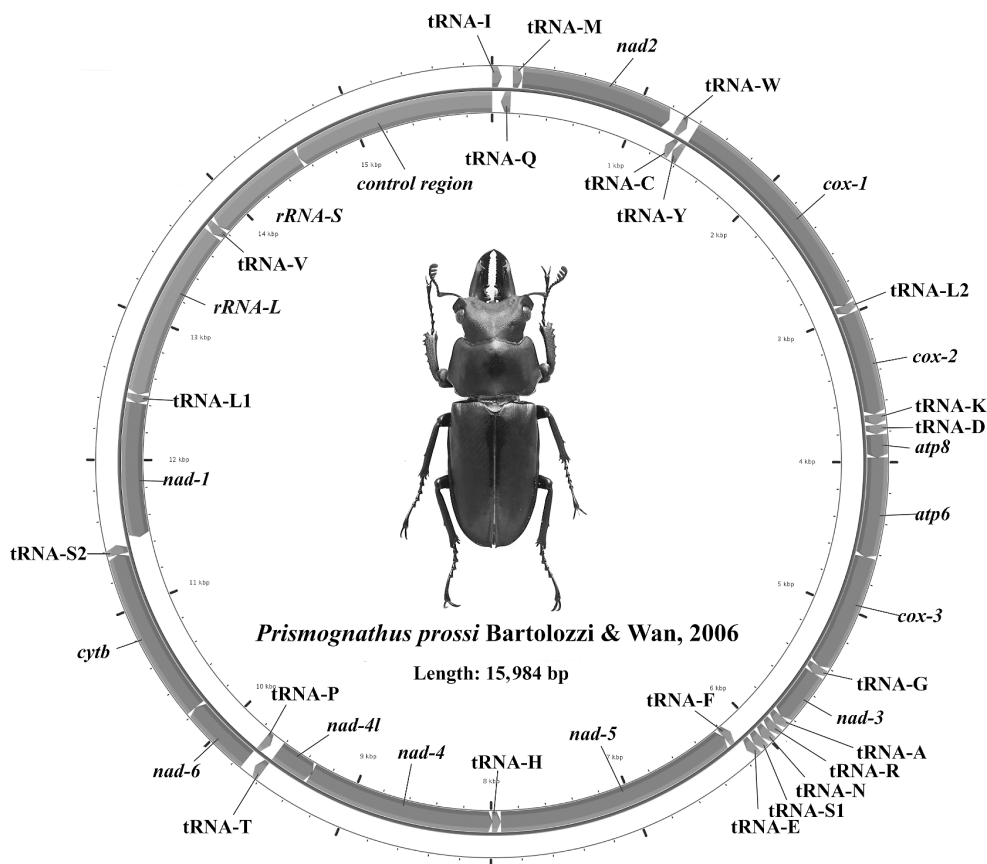 tRNA-I
tRNA-M
nad2
tRNA-W
tRNA-Q
tRNA-C
tRNA-Y
1 kbp
cox-1
2 kbp
tRNA-L2
3 kbp
cox-2
tRNA-K
tRNA-D
atp8
4 kbp
atp6
5 kbp
cox-3
tRNA-G
nad-3
tRNA-A
tRNA-R
tRNA-N
tRNA-S1
tRNA-E
tRNA-F
6 kbp
nad-5
7 kbp
tRNA-H
8 kbp
nad-4
9 kbp
nad-4l
tRNA-P
10 kbp
tRNA-T
nad-6
cytb
11 kbp
tRNA-S2
nad-1
12 kbp
tRNA-L1
13 kbp
rRNA-L
tRNA-V
14 kbp
rRNA-S
control region
15 kbp
Prismognathus prossi Bartolozzi & Wan, 2006
Length: 15,984 bp